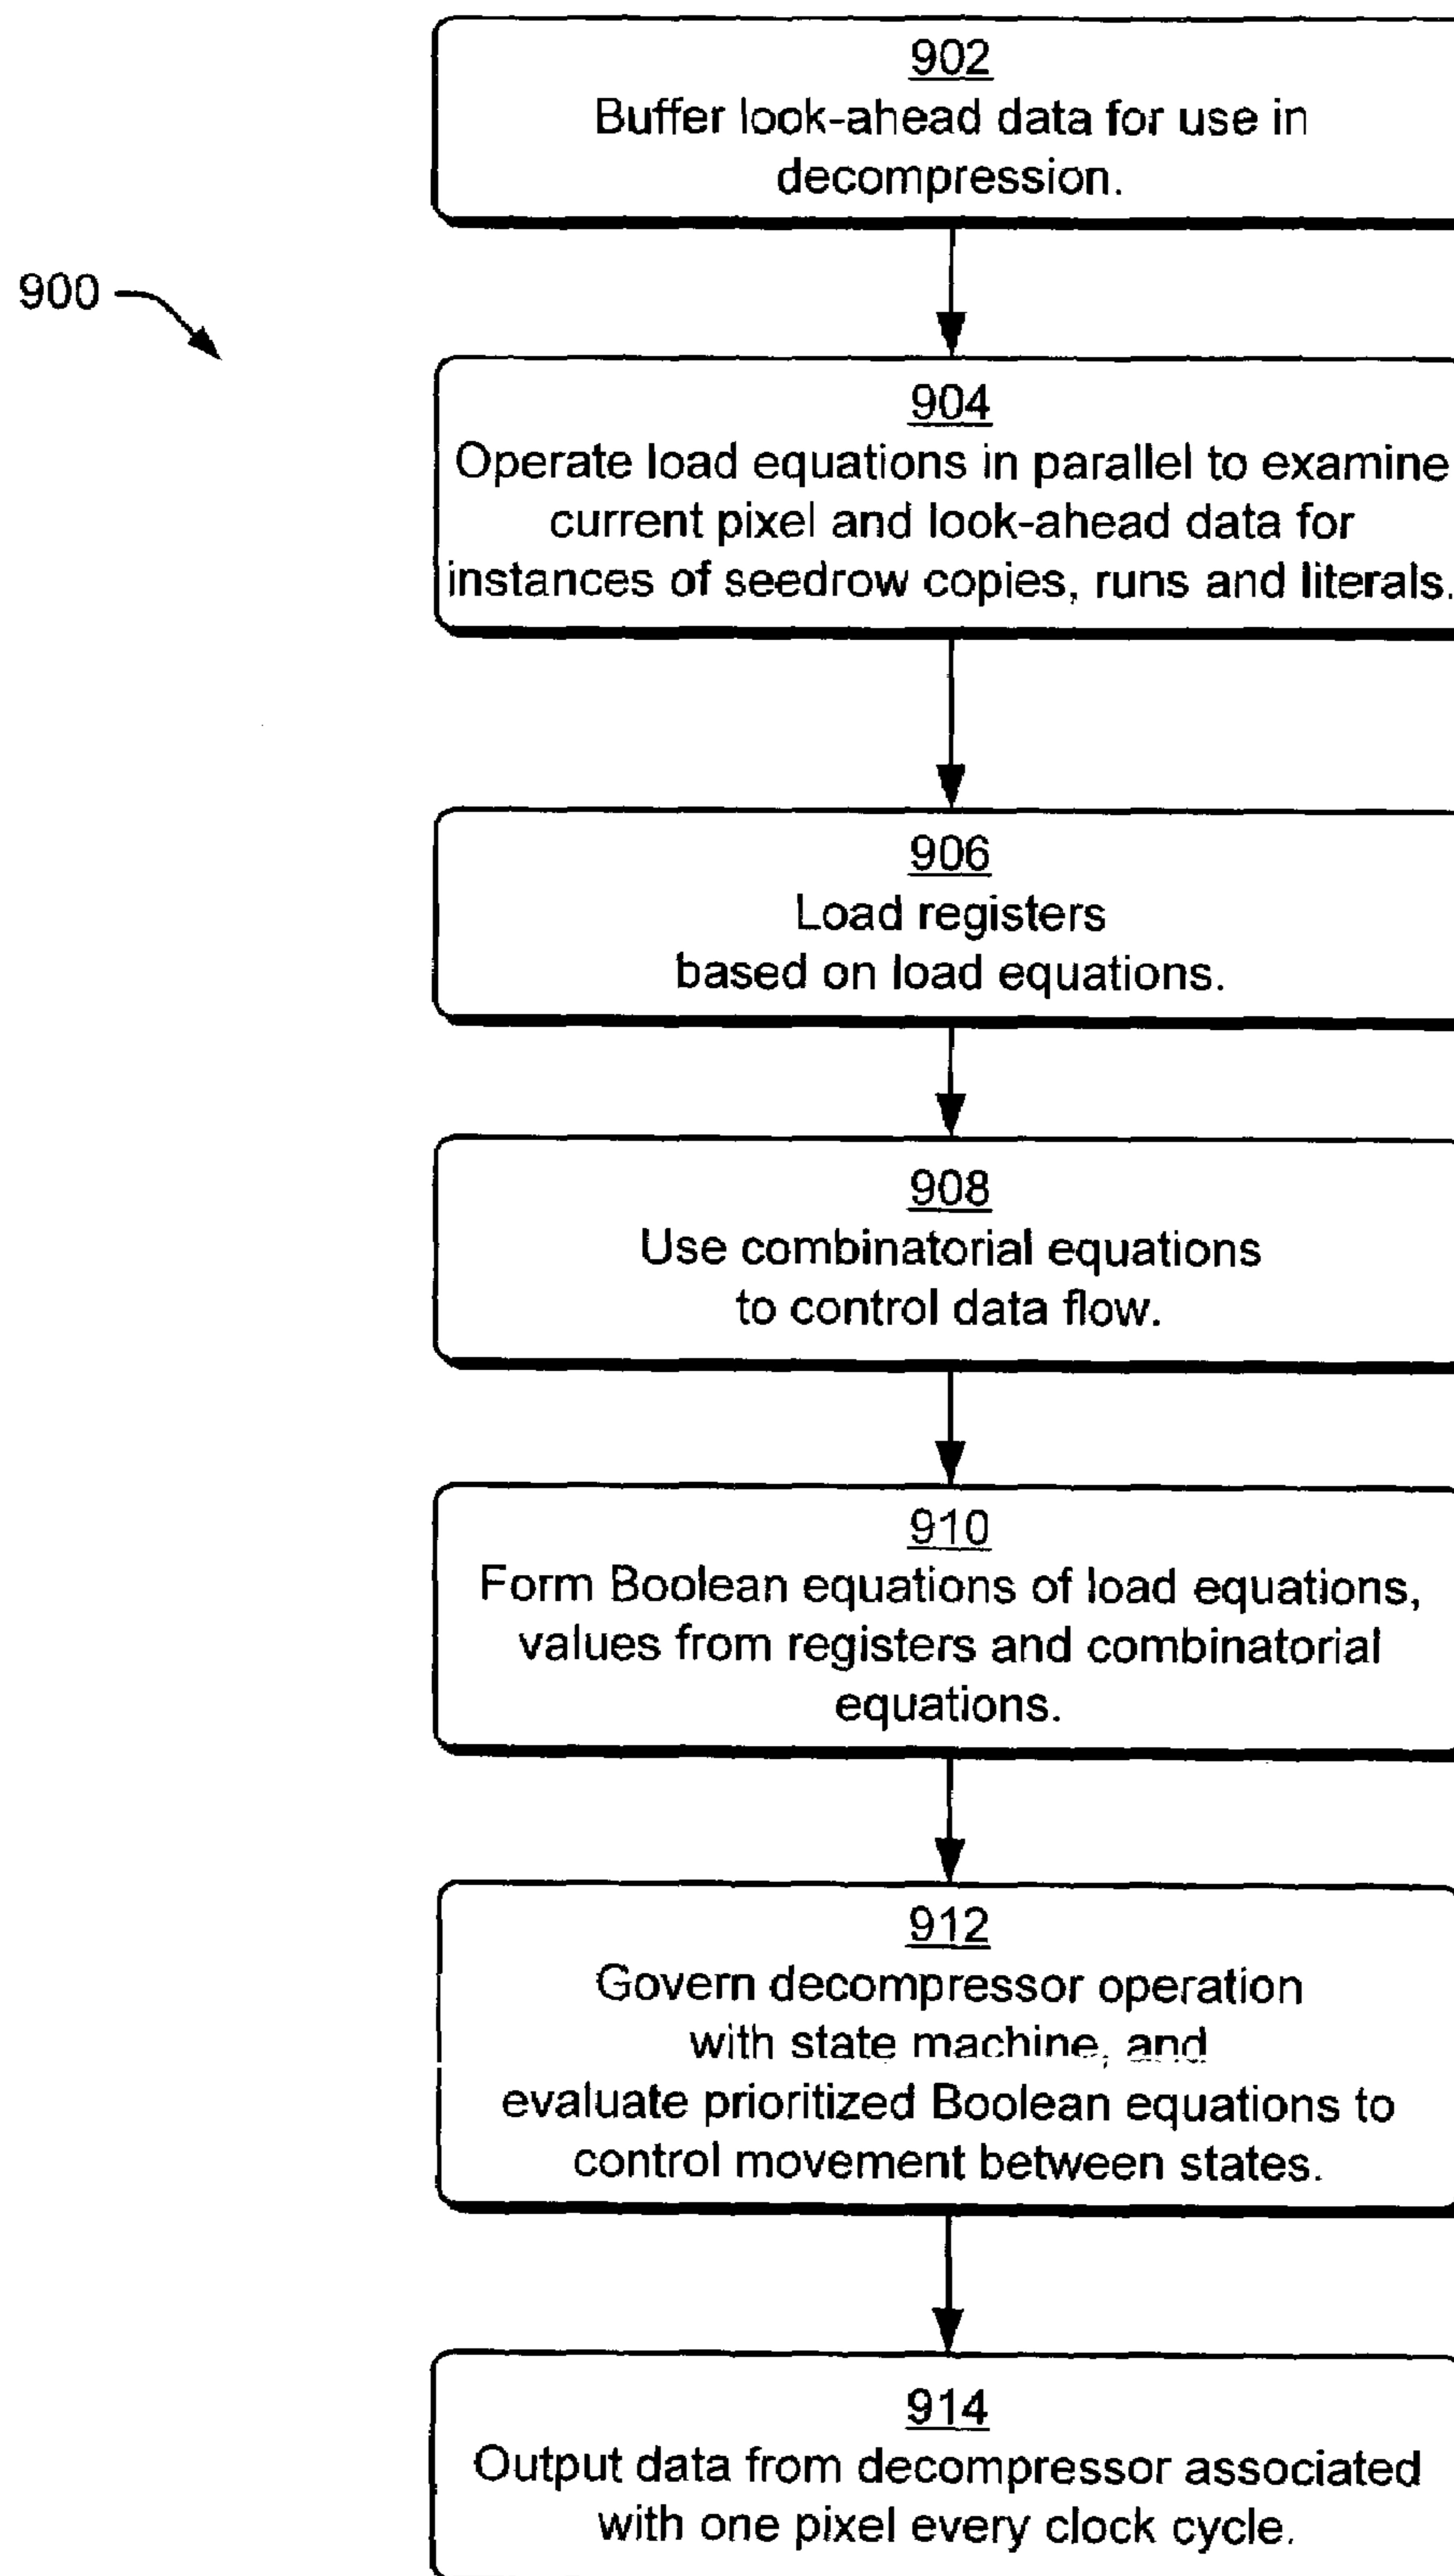 902
Buffer look-ahead data for use in
decompression.
900
904
Operate load equations in parallel to examine
current pixel and look-ahead data for
instances of seedrow copies, runs and literals.
906
Load registers
based on load equations.
908
Use combinatorial equations
to control data flow.
910
Form Boolean equations of load equations,
values from registers and combinatorial
equations.
912
Govern decompressor operation
with state machine, and
evaluate prioritized Boolean equations to
control movement between states.
914
Output data from decompressor associated
with one pixel every clock cycle.